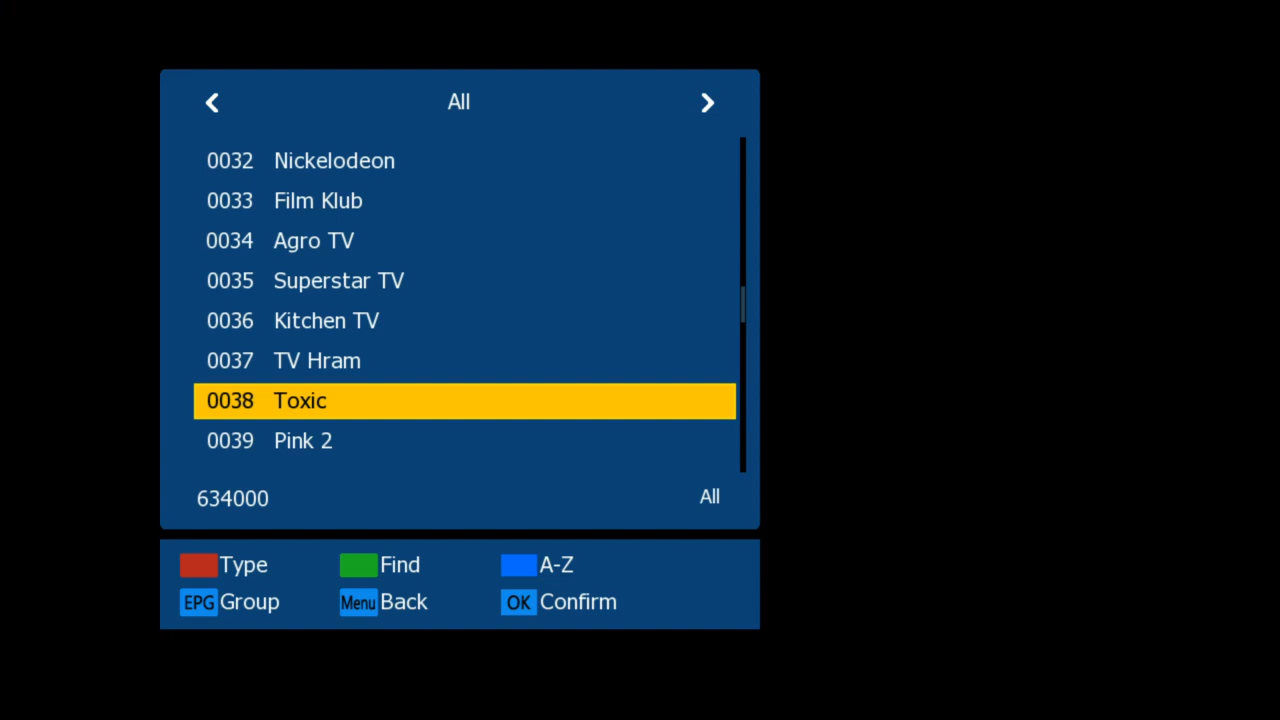 All
0032 Nickelodeon
0033 Film Klub
0034 Agro TV
0035 Superstar TV
0036 Kitchen TV
0037 TV Hram
0038 Toxic
0039 Pink 2
634000 All
Type Find A-Z
EPG Group Menu Back OK Confirm